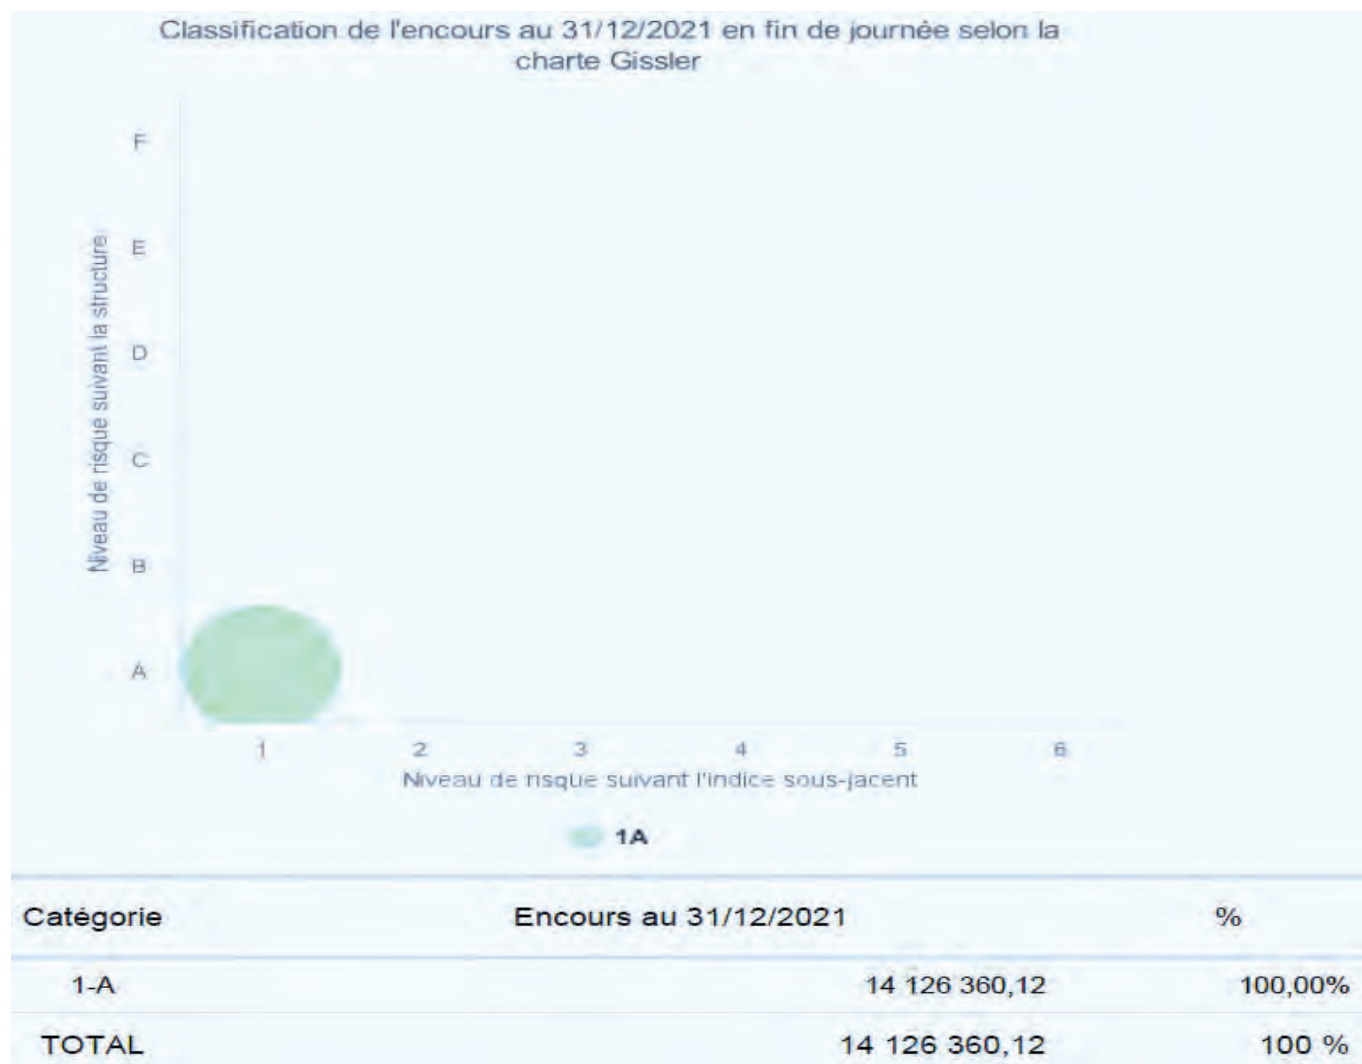 Classification de l'encours au 31/12/2021 en fin de journée selon la
charte Gissler
Niveau de risque suivant la structure
F
E
D
C
B
A
1 2 3 4 5 6
Niveau de risque suivant l'indice sous-jacent
1A
Catégorie Encours au 31/12/2021 %
1-A 14 126 360,12 100,00%
TOTAL 14 126 360,12 100 %